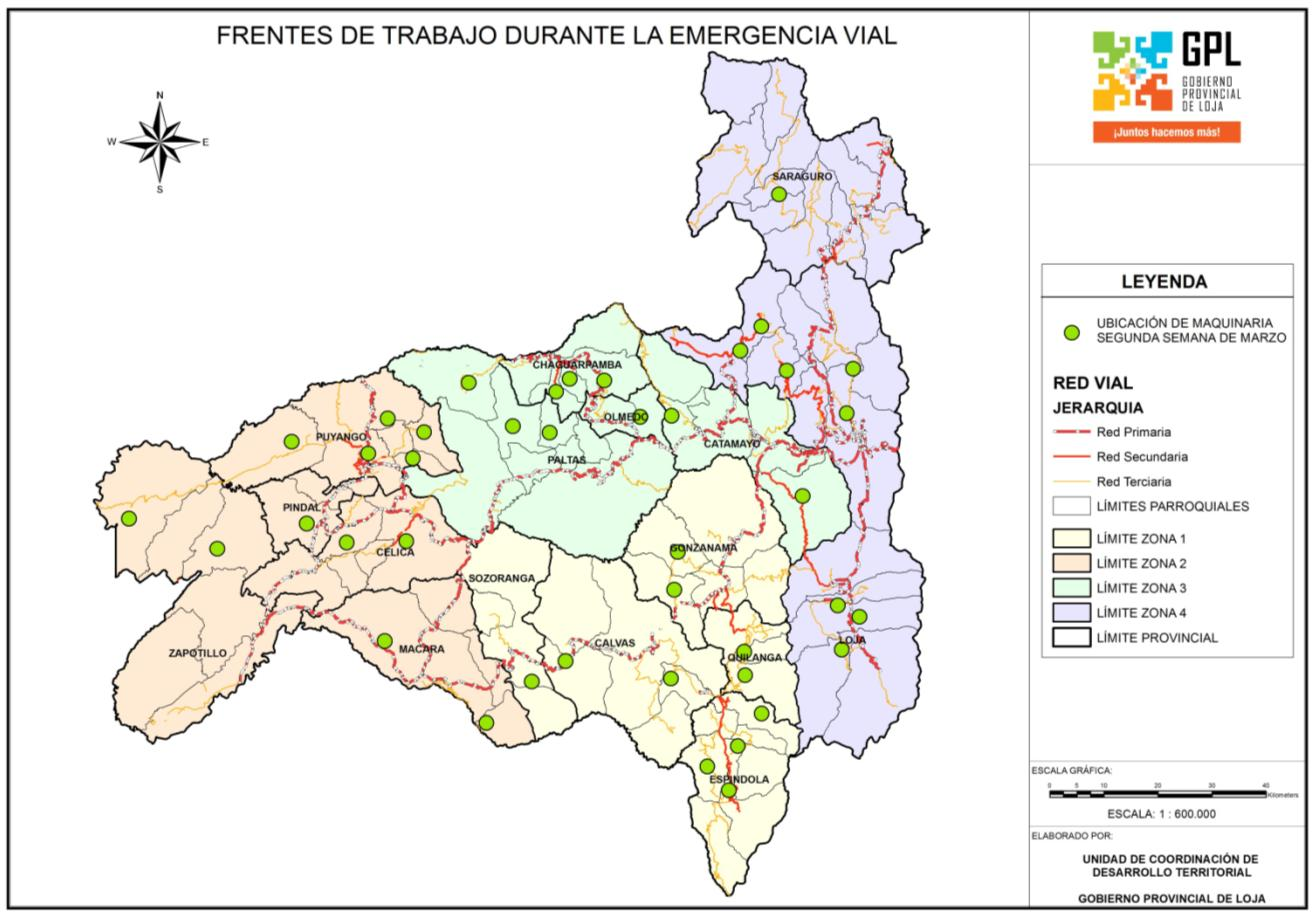 FRENTES DE TRABAJO DURANTE LA EMERGENCIA VIAL
N
W
E
S
SARAGURO
CHAGUARPAMBA
OLMEDO
PUYANGO
CATAMAYO
PALTAS
PINDAL
CELICA
GONZANAMA
SOZORANGA
ZAPOTILLO
MACARA
CALVAS
LOJA
QUILANGA
ESPINDOLA
GPL
GOBIERNO
PROVINCIAL
DE LOJA
¡Juntos hacemos más!
LEYENDA
UBICACIÓN DE MAQUINARIA
SEGUNDA SEMANA DE MARZO
RED VIAL
JERARQUIA
Red Primaria
Red Secundaria
Red Terciaria
LÍMITES PARROQUIALES
LÍMITE ZONA 1
LÍMITE ZONA 2
LÍMITE ZONA 3
LÍMITE ZONA 4
LÍMITE PROVINCIAL
ESCALA GRÁFICA:
0 5 10 20 30 40
Kilometers
ESCALA: 1 : 600.000
ELABORADO POR:
UNIDAD DE COORDINACIÓN DE
DESARROLLO TERRITORIAL
GOBIERNO PROVINCIAL DE LOJA